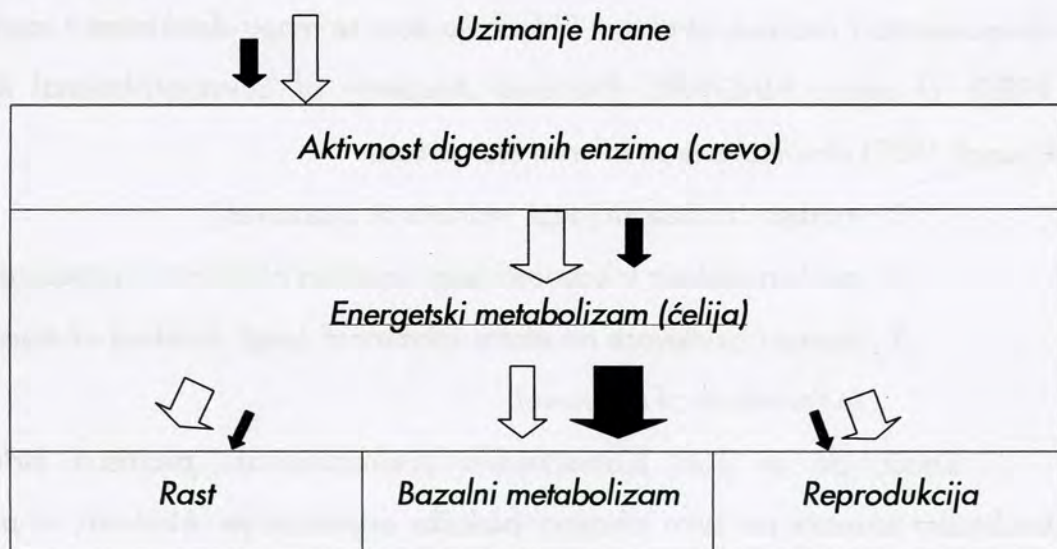 Uzimanje hrane
Aktivnost digestivnih enzima (crevo)
Energetski metabolizam (ćelija)
Rast
Bazalni metabolizam
Reprodukcija